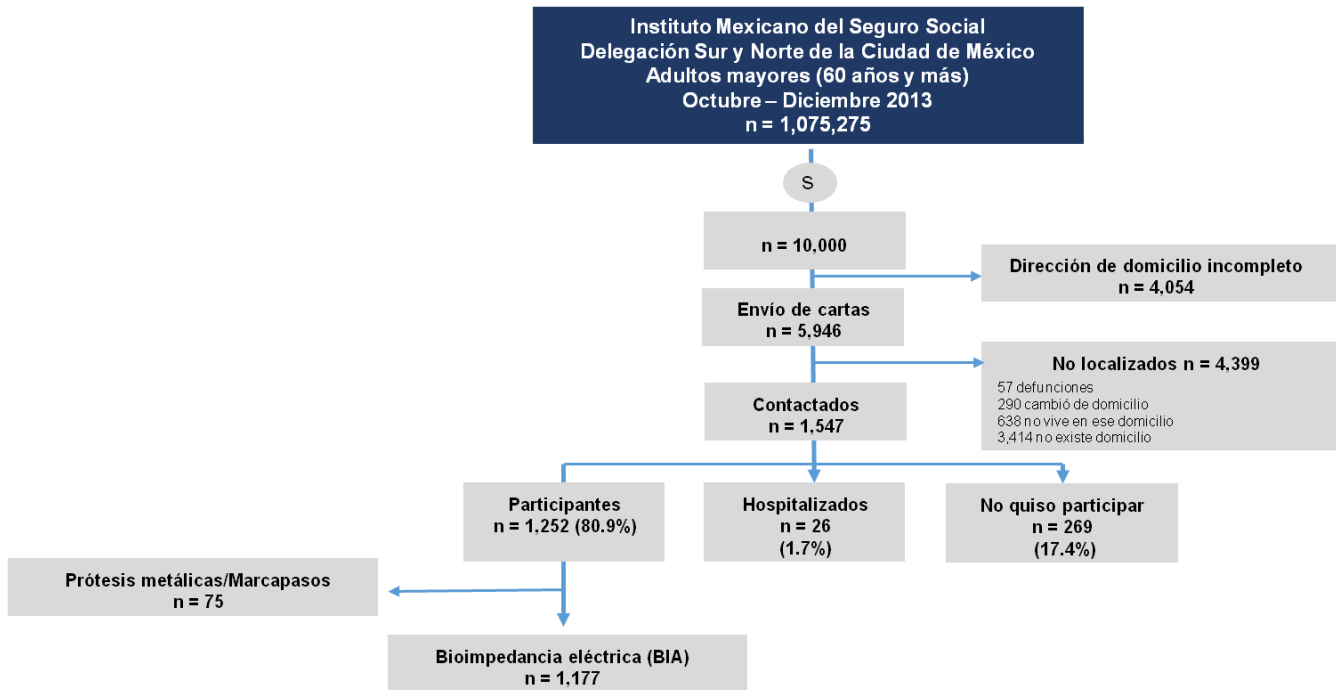 Instituto Mexicano del Seguro Social
Delegación Sur y Norte de la Ciudad de México
Adultos mayores (60 años y más)
Octubre – Diciembre 2013
n = 1,075,275
S
n = 10,000
Dirección de domicilio incompleto
n = 4,054
Envío de cartas
n = 5,946
No localizados n = 4,399
57 defunciones
290 cambió de domicilio
638 no vive en ese domicilio
3,414 no existe domicilio
Contactados
n = 1,547
Participantes
n = 1,252 (80.9%)
Hospitalizados
n = 26
(1.7%)
No quiso participar
n = 269
(17.4%)
Prótesis metálicas/Marcapasos
n = 75
Bioimpedancia eléctrica (BIA)
n = 1,177